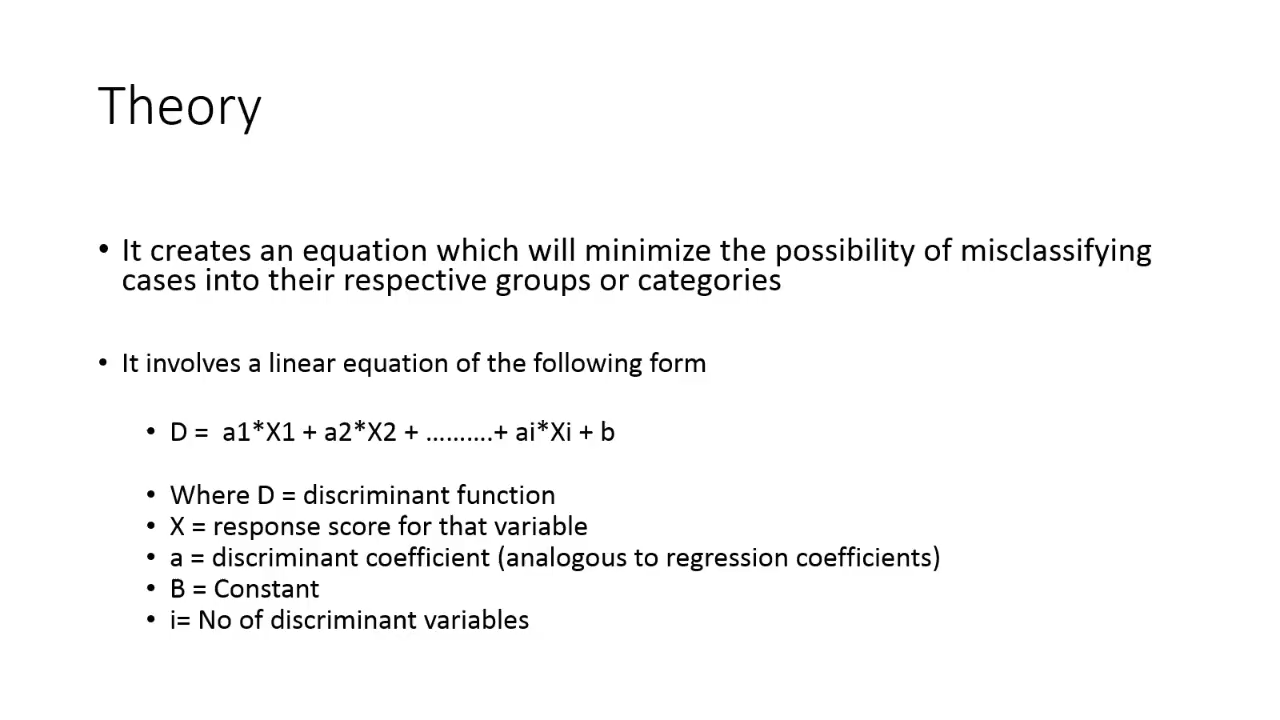 Theory
• It creates an equation which will minimize the possibility of misclassifying
cases into their respective groups or categories
• It involves a linear equation of the following form
• D = a1*X1 + a2*X2 + ..........+ ai*Xi + b
• Where D = discriminant function
• X = response score for that variable
• a = discriminant coefficient (analogous to regression coefficients)
• B = Constant
• i= No of discriminant variables